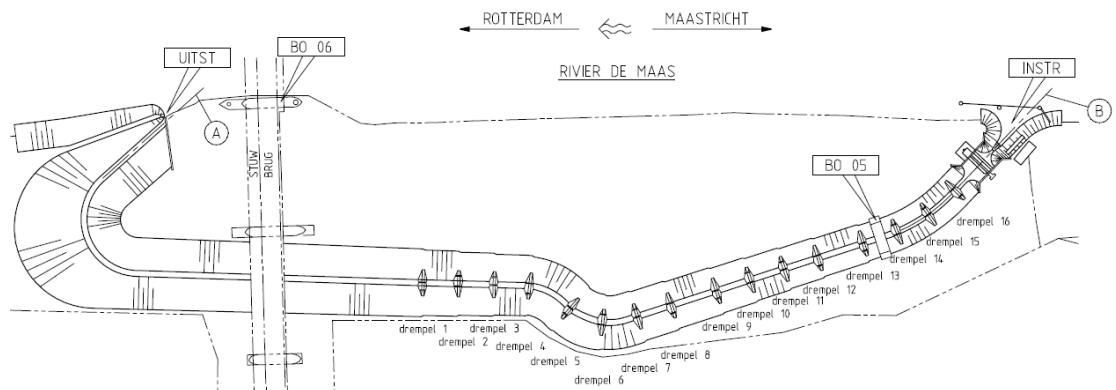 ROTTERDAM
MAASTRICHT
RIVIER DE MAAS
UITST
BO 06
INSTR
A
B
STUW
BRUG
BO 05
drempel 16
drempel 15
drempel 14
drempel 13
drempel 12
drempel 11
drempel 10
drempel 9
drempel 8
drempel 7
drempel 6
drempel 5
drempel 4
drempel 3
drempel 2
drempel 1